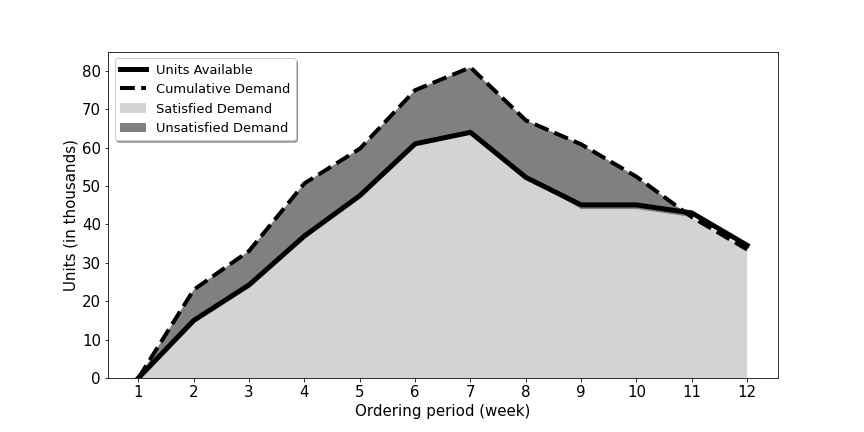 Units Available
Cumulative Demand
Satisfied Demand
Unsatisfied Demand
Units (in thousands)
80
70
60
50
40
30
20
10
0
1 2 3 4 5 6 7 8 9 10 11 12
Ordering period (week)